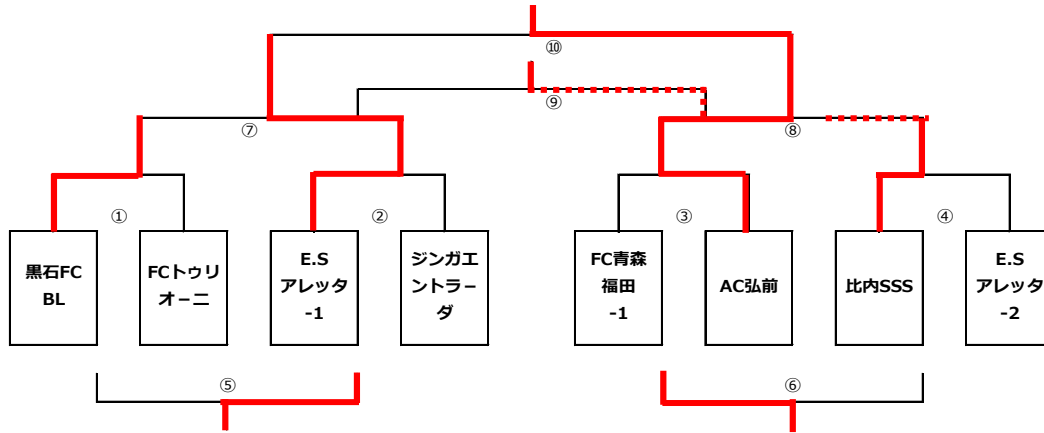 ⑩
⑨
⑦
⑧
①
②
③
④
黒石FC
BL
FCトゥリ
オーニ
E.S
アレッタ
-1
ジンガエ
ントラーダ
FC青森
福田
-1
AC弘前
比内SSS
E.S
アレッタ
-2
⑤
⑥